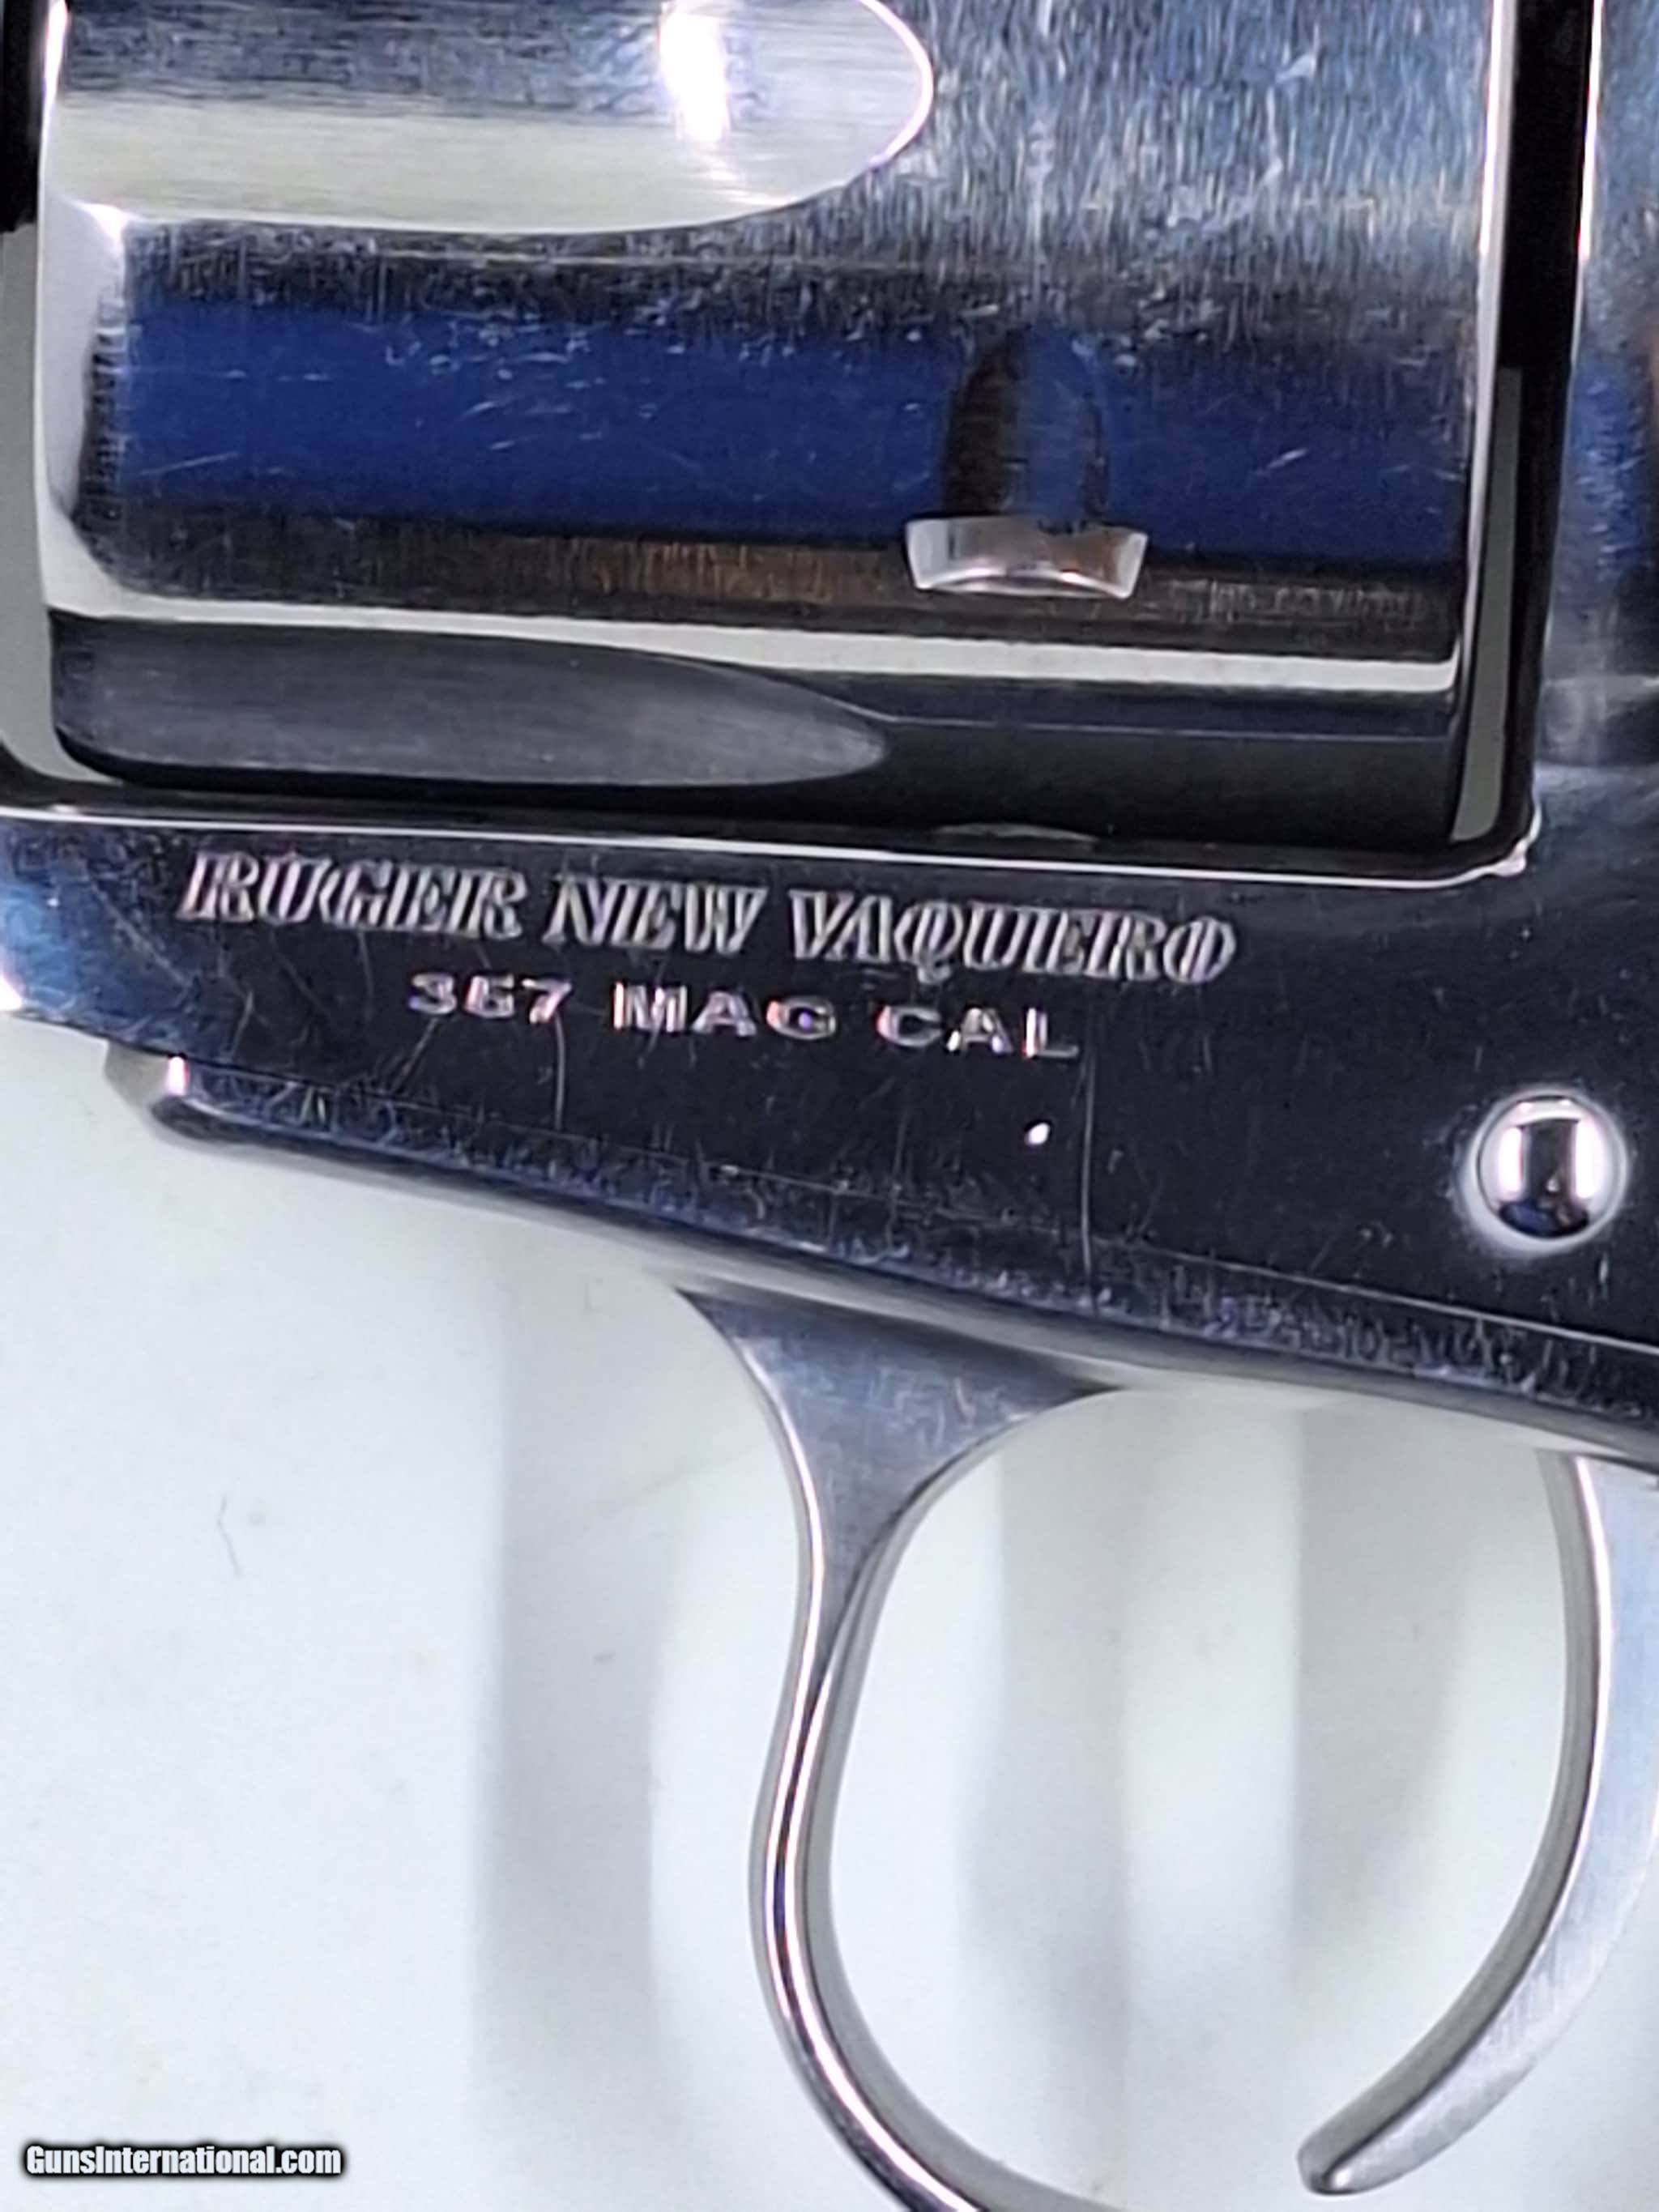 RUGER NEW VAQUERO
357 MAG CAL
GunsInternational.com